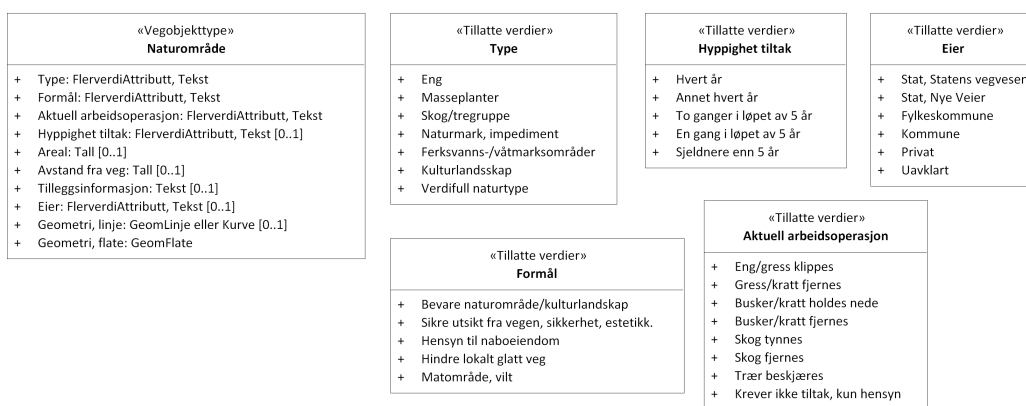 «Vegobjekttype»
Naturområde
+ Type: FlerverdiAttributt, Tekst
+ Formål: FlerverdiAttributt, Tekst
+ Aktuell arbeidsoperasjon: FlerverdiAttributt, Tekst
+ Hyppighet tiltak: FlerverdiAttributt, Tekst [0..1]
+ Areal: Tall [0..1]
+ Avstand fra veg: Tall [0..1]
+ Tilleggsinformasjon: Tekst [0..1]
+ Eier: FlerverdiAttributt, Tekst [0..1]
+ Geometri, linje: GeomLinje eller Kurve [0..1]
+ Geometri, flate: GeomFlate
«Tillatte verdier»
Type
+ Eng
+ Masseplanter
+ Skog/tregruppe
+ Naturmark, impediment
+ Ferksvanns-/våtmarksområder
+ Kulturlandsskap
+ Verdifull naturtype
«Tillatte verdier»
Hyppighet tiltak
+ Hvert år
+ Annet hvert år
+ To ganger i løpet av 5 år
+ En gang i løpet av 5 år
+ Sjeldnere enn 5 år
«Tillatte verdier»
Eier
+ Stat, Statens vegvesen
+ Stat, Nye Veier
+ Fylkeskommune
+ Kommune
+ Privat
+ Uavklart
«Tillatte verdier»
Formål
+ Bevare naturområde/kulturlandskap
+ Sikre utsikt fra vegen, sikkerhet, estetikk.
+ Hensyn til naboeiendom
+ Hindre lokalt glatt veg
+ Matområde, vilt
«Tillatte verdier»
Aktuell arbeidsoperasjon
+ Eng/gress klippes
+ Gress/kratt fjernes
+ Busker/kratt holdes nede
+ Busker/kratt fjernes
+ Skog tynnes
+ Skog fjernes
+ Trær beskjæres
+ Krever ikke tiltak, kun hensyn